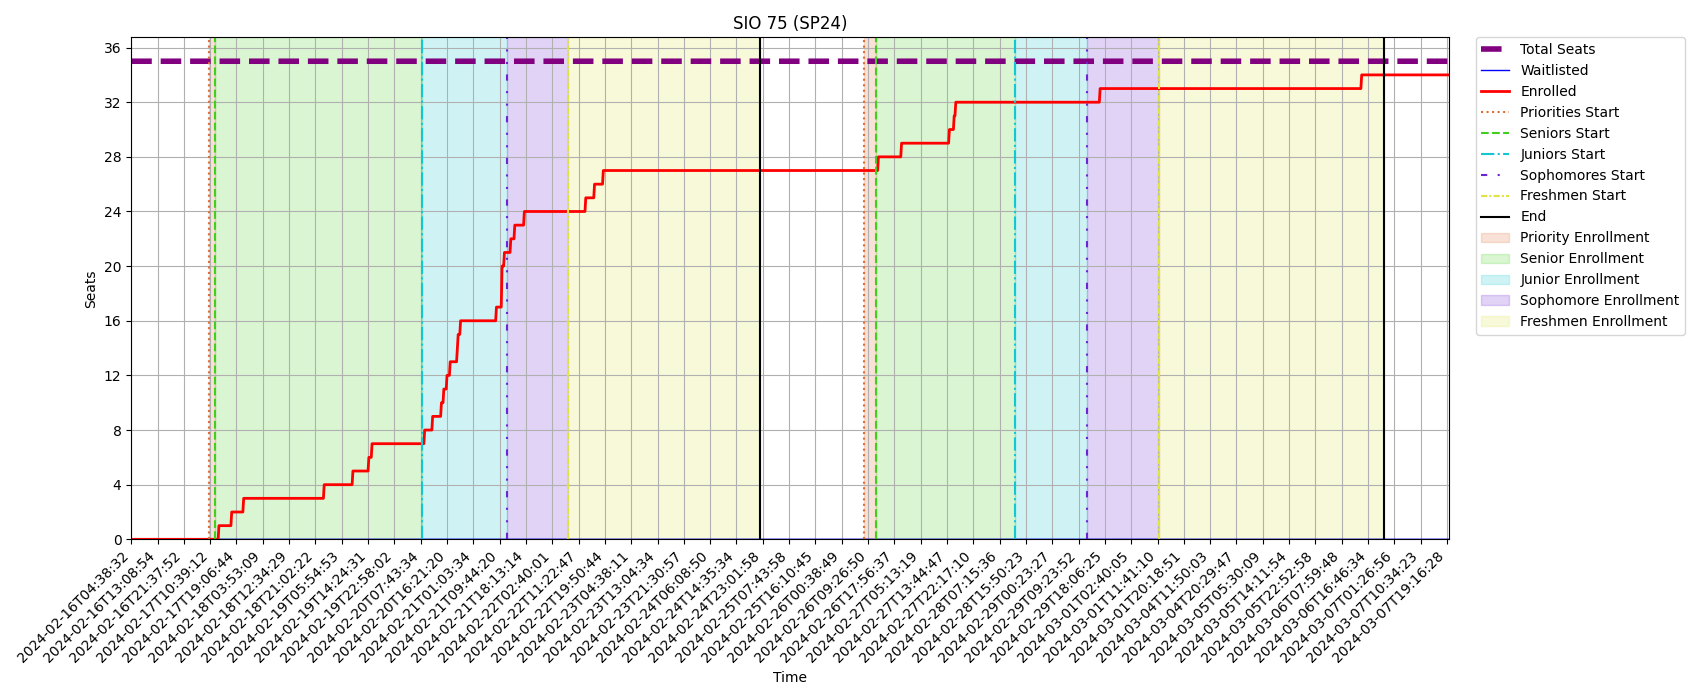 SIO 75 (SP24)
Seats
36
32
28
24
20
16
12
8
4
0
2024-02-16T04:38:32
2024-02-16T13:08:54
2024-02-16T21:37:52
2024-02-17T10:39:12
2024-02-17T19:06:44
2024-02-18T03:53:09
2024-02-18T12:34:29
2024-02-18T21:02:22
2024-02-19T05:54:53
2024-02-19T14:24:31
2024-02-19T22:58:02
2024-02-20T07:43:34
2024-02-20T16:21:20
2024-02-21T01:03:34
2024-02-21T09:44:20
2024-02-21T18:13:14
2024-02-22T02:40:01
2024-02-22T11:22:47
2024-02-22T19:50:44
2024-02-23T04:38:11
2024-02-23T13:04:34
2024-02-23T21:30:57
2024-02-24T06:08:50
2024-02-24T14:35:34
2024-02-24T23:01:58
2024-02-25T07:43:58
2024-02-25T16:10:45
2024-02-26T00:38:49
2024-02-26T09:26:50
2024-02-26T17:56:37
2024-02-27T05:13:19
2024-02-27T13:44:47
2024-02-27T22:17:10
2024-02-28T07:15:36
2024-02-28T15:50:23
2024-02-29T00:23:27
2024-02-29T09:23:52
2024-02-29T18:06:25
2024-03-01T02:40:05
2024-03-01T11:41:10
2024-03-01T20:18:51
2024-03-04T11:50:03
2024-03-04T20:29:47
2024-03-05T05:30:09
2024-03-05T14:11:54
2024-03-05T22:52:58
2024-03-06T07:59:48
2024-03-06T16:46:34
2024-03-07T01:26:56
2024-03-07T10:34:23
2024-03-07T19:16:28
Time
Total Seats
Waitlisted
Enrolled
Priorities Start
Seniors Start
Juniors Start
Sophomores Start
Freshmen Start
End
Priority Enrollment
Senior Enrollment
Junior Enrollment
Sophomore Enrollment
Freshmen Enrollment